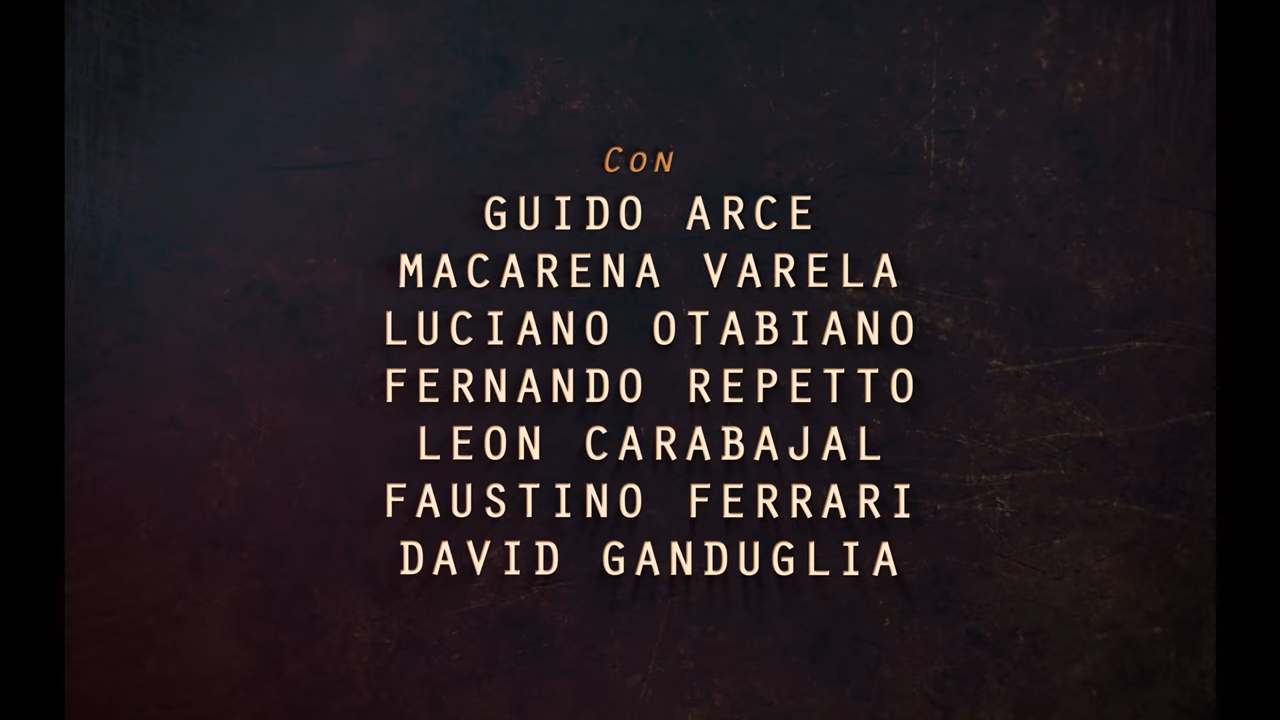 Con
GUIDO ARCE
MACARENA VARELA
LUCIANO OTABIANO
FERNANDO REPETTO
LEON CARABAJAL
FAUSTINO FERRARI
DAVID GANDUGLIA